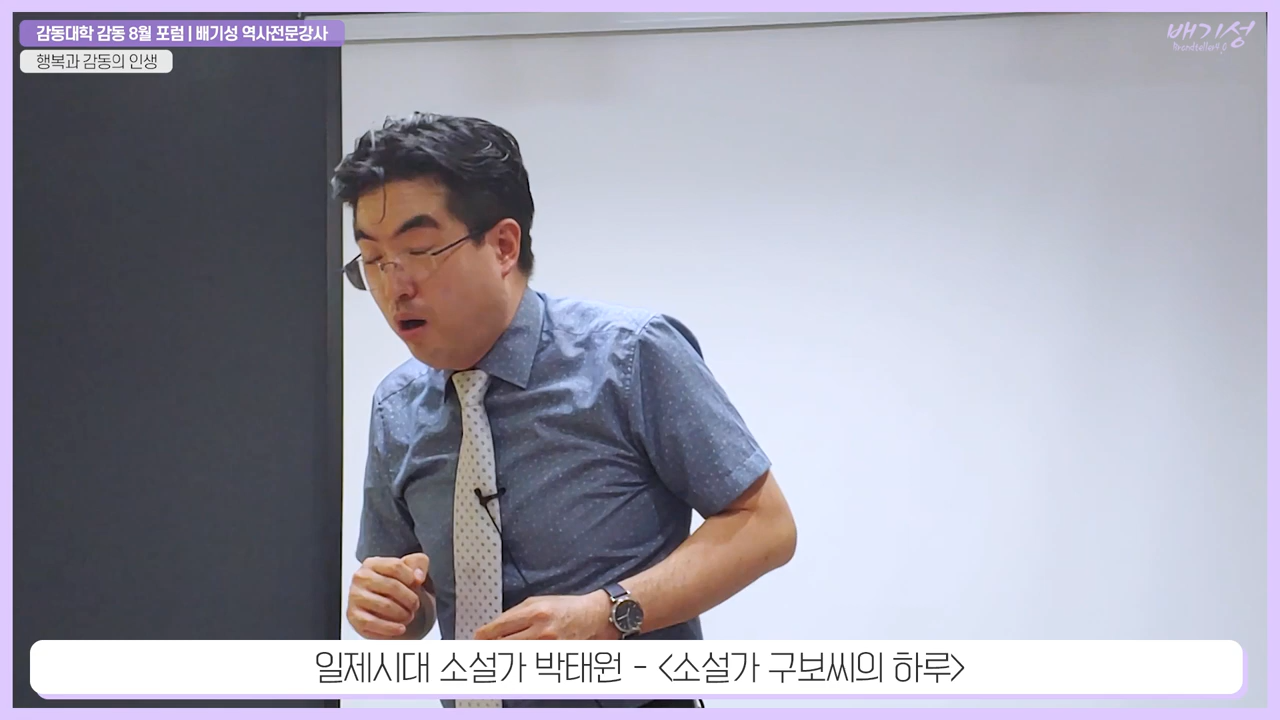 감동대학 감동 8월 포럼 | 배기성 역사전문강사
행복과 감동의 인생
배기성
일제시대 소설가 박태원 - <소설가 구보씨의 하루>